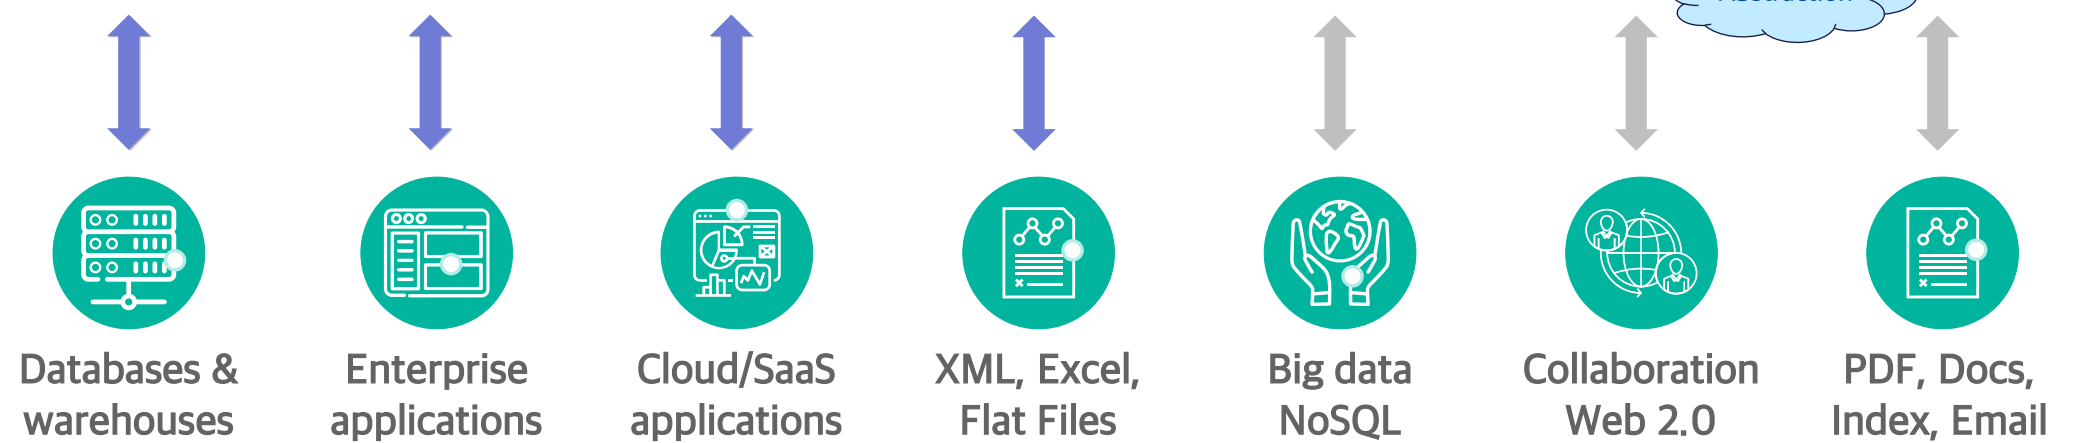 Databases &
warehouses
Enterprise
applications
Cloud/SaaS
applications
XML, Excel,
Flat Files
Big data
NoSQL
Collaboration
Web 2.0
PDF, Docs,
Index, Email